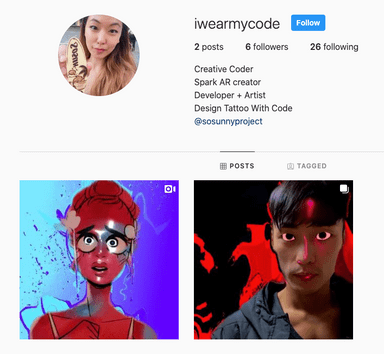 iwearmycode Follow
2 posts 6 followers 26 following
Creative Coder
Spark AR creator
Developer + Artist
Design Tattoo With Code
@sosunnyproject
POSTS TAGGED